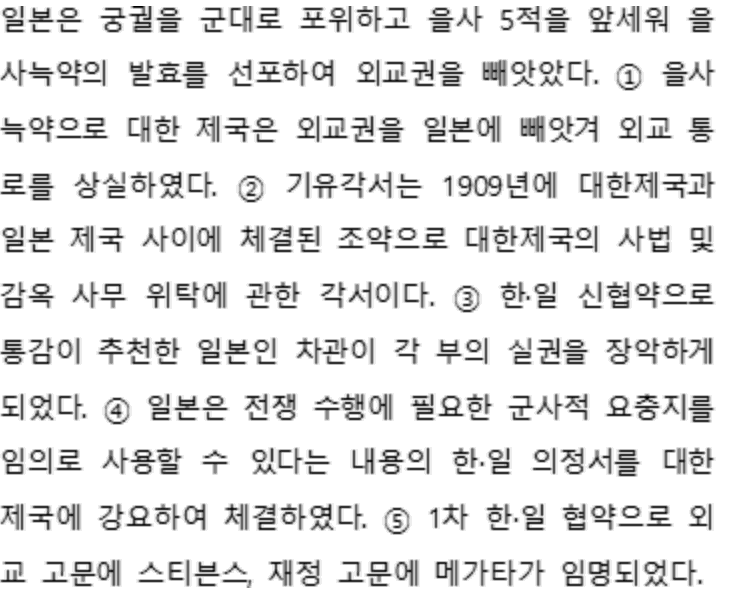 일본은 궁궐을 군대로 포위하고 을사 5적을 앞세워 을
사늑약의 발효를 선포하여 외교권을 빼앗았다. ① 을사
늑약으로 대한 제국은 외교권을 일본에 빼앗겨 외교 통
로를 상실하였다. ② 기유각서는 1909년에 대한제국과
일본 제국 사이에 체결된 조약으로 대한제국의 사법 및
감옥 사무 위탁에 관한 각서이다. ③ 한·일 신협약으로
통감이 추천한 일본인 차관이 각 부의 실권을 장악하게
되었다. ④ 일본은 전쟁 수행에 필요한 군사적 요충지를
임의로 사용할 수 있다는 내용의 한·일 의정서를 대한
제국에 강요하여 체결하였다. ⑤ 1차 한·일 협약으로 외
교 고문에 스티븐스, 재정 고문에 메가타가 임명되었다.